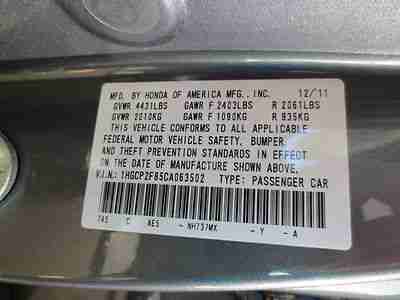 MFD. BY HONDA OF AMERICA MFG., INC. 12/11
GVWR 4431LBS GAWR F 2403LBS R 2061LBS
GVWR 2010KG GAWR F 1090KG R 935KG
THIS VEHICLE CONFORMS TO ALL APPLICABLE
FEDERAL MOTOR VEHICLE SAFETY, BUMPER,
AND THEFT PREVENTION STANDARDS IN EFFECT
ON THE DATE OF MANUFACTURE SHOWN ABOVE.
V.I.N.: 1HGCP2F85CA063502 TYPE: PASSENGER CAR
TA5 C AE5 - NH737MX - Y - A